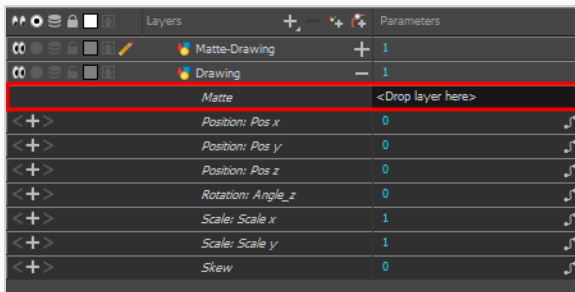 Layers Parameters
Matte-Drawing 1
Drawing 1
Matte <Drop layer here>
Position: Pos x 0
Position: Pos y 0
Position: Pos z 0
Rotation: Angle_z 0
Scale: Scale x 1
Scale: Scale y 1
Skew 0